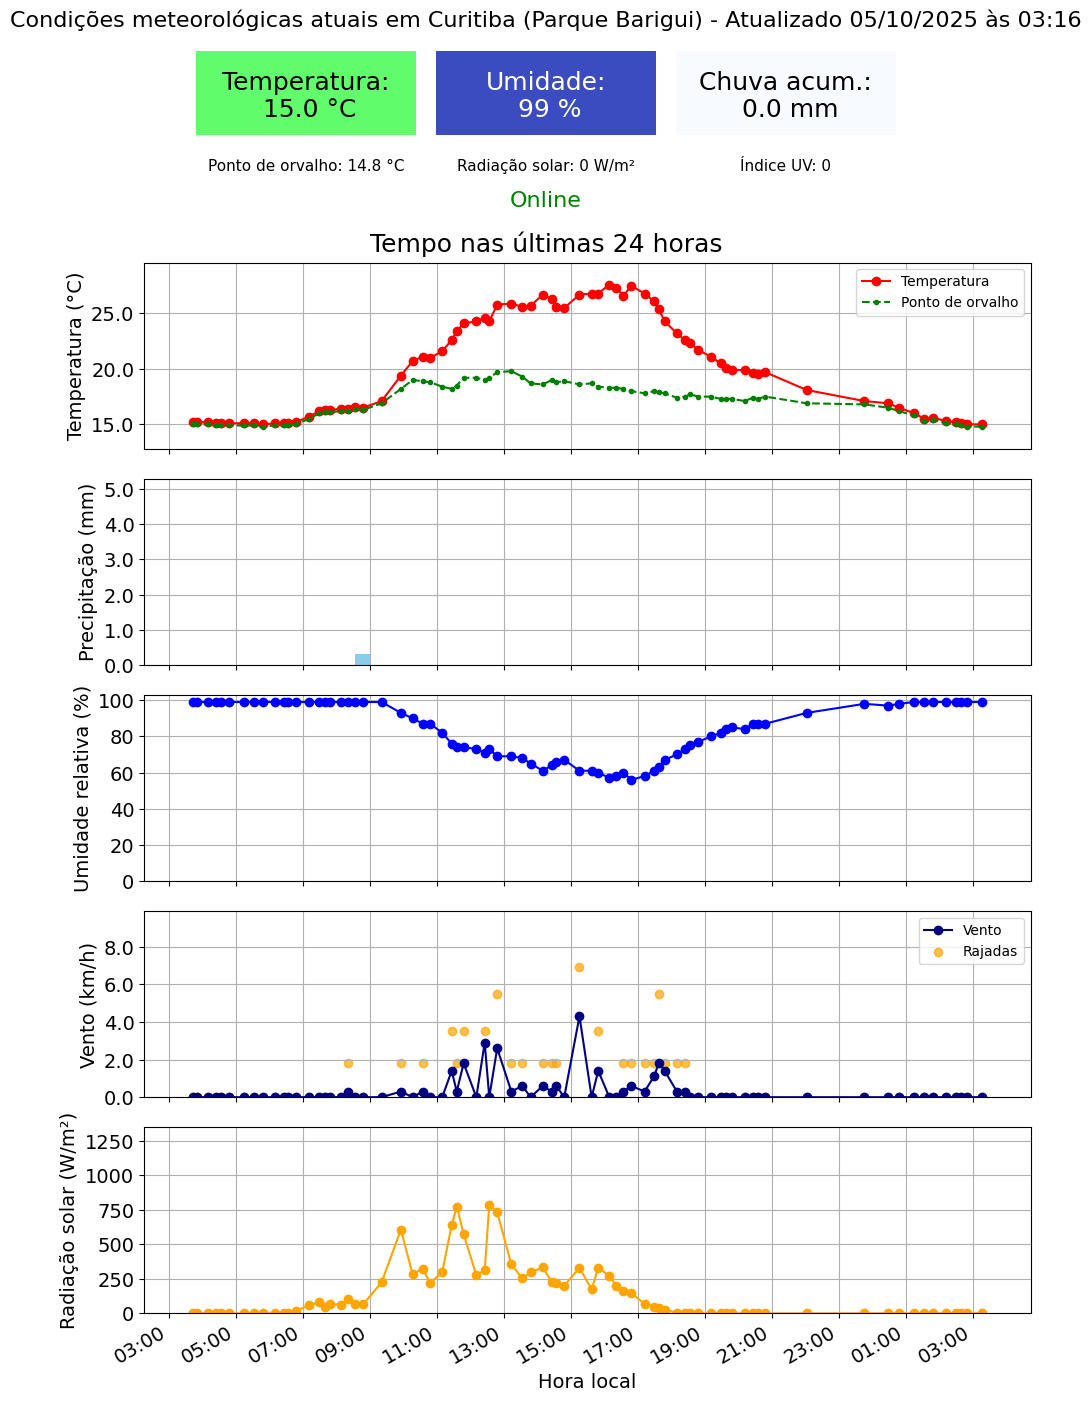 Condições meteorológicas atuais em Curitiba (Parque Barigui) - Atualizado 05/10/2025 às 03:16
Temperatura:
15.0 °C
Umidade:
99 %
Chuva acum.:
0.0 mm
Ponto de orvalho: 14.8 °C
Radiação solar: 0 W/m²
Índice UV: 0
Online
Tempo nas últimas 24 horas
Temperatura (°C)
25.0
20.0
15.0
Temperatura
Ponto de orvalho
Precipitação (mm)
5.0
4.0
3.0
2.0
1.0
0.0
Umidade relativa (%)
100
80
60
40
20
0
Vento (km/h)
8.0
6.0
4.0
2.0
0.0
Vento
Rajadas
Radiação solar (W/m²)
1250
1000
750
500
250
0
03:00
05:00
07:00
09:00
11:00
13:00
15:00
17:00
19:00
21:00
23:00
01:00
03:00
Hora local